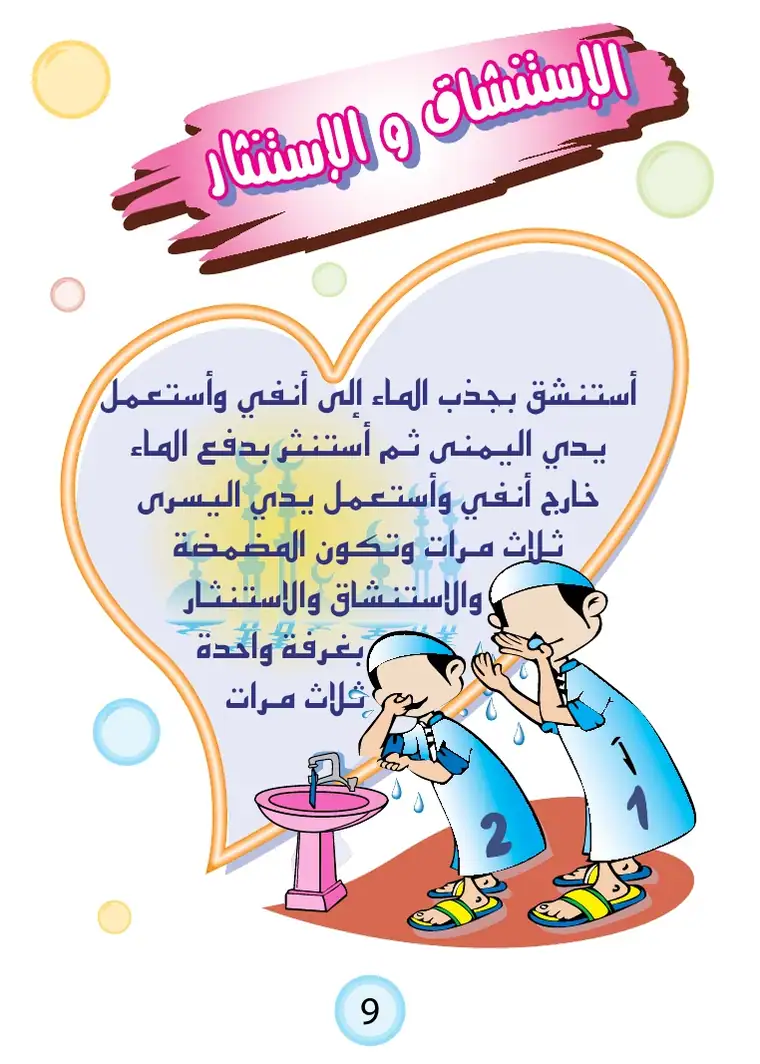 الإستنشاق و الإستنثار
أستنشق بجذب الماء إلى أنفي وأستعمل
يدي اليمنى ثم أستنثر بدفع الماء
خارج أنفي وأستعمل يدي اليسرى
ثلاث مرات وتكون المضمضة
والاستنشاق والاستنثار
بغرفة واحدة
ثلاث مرات
2
1
9